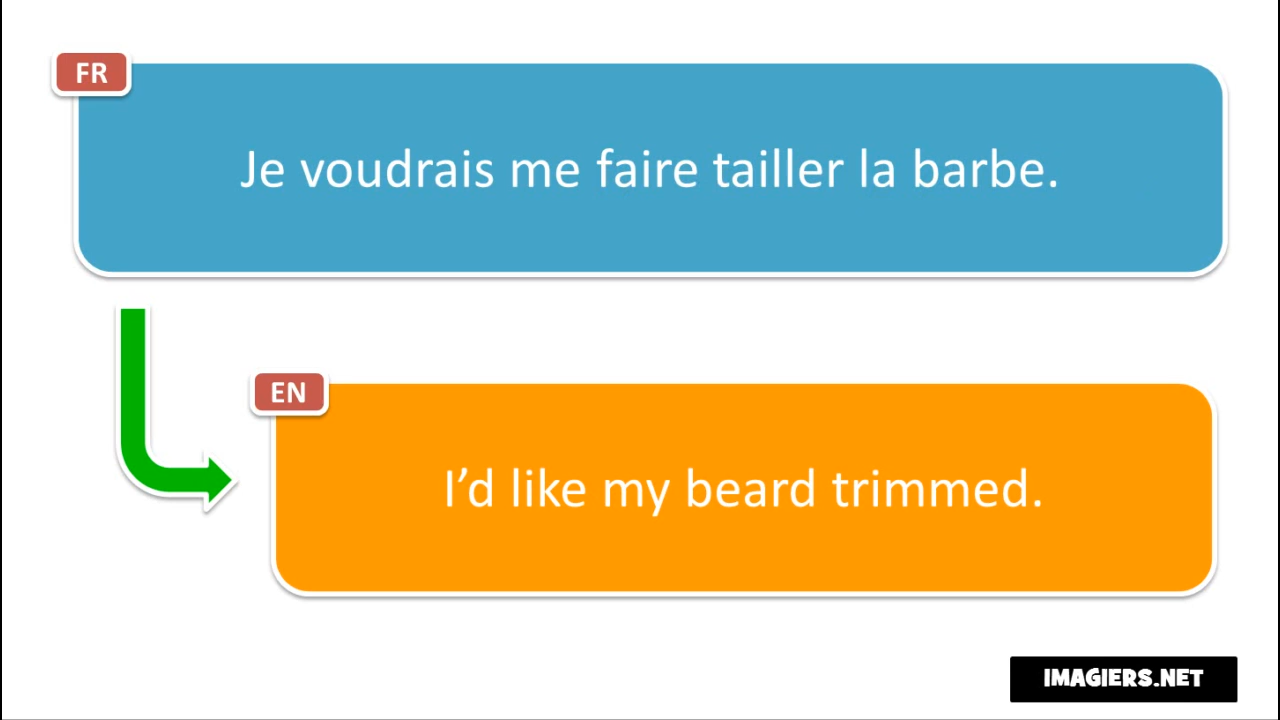 FR
Je voudrais me faire tailler la barbe.
EN
I’d like my beard trimmed.
IMAGIERS.NET